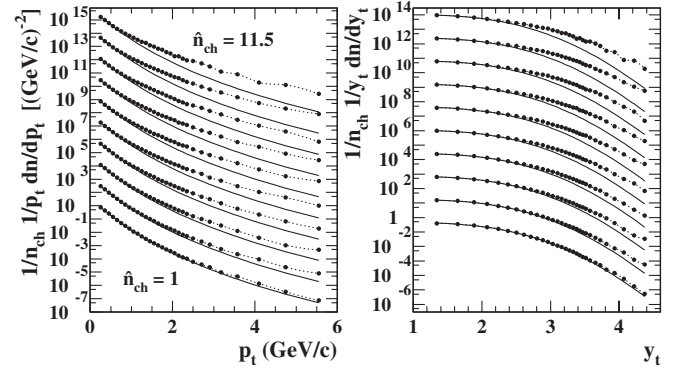 1/n_ch 1/p_t dn/dp_t [(GeV/c)^-2]
10^15
10^13
10^11
10^9
10^7
10^5
10^3
10
10^-1
10^-3
10^-5
10^-7
n̂_ch = 11.5
n̂_ch = 1
0 2 4 6
p_t (GeV/c)
1/n_ch 1/y_t dn/dy_t
10^14
10^12
10^10
10^8
10^6
10^4
10^2
1
10^-2
10^-4
10^-6
1 2 3 4
y_t